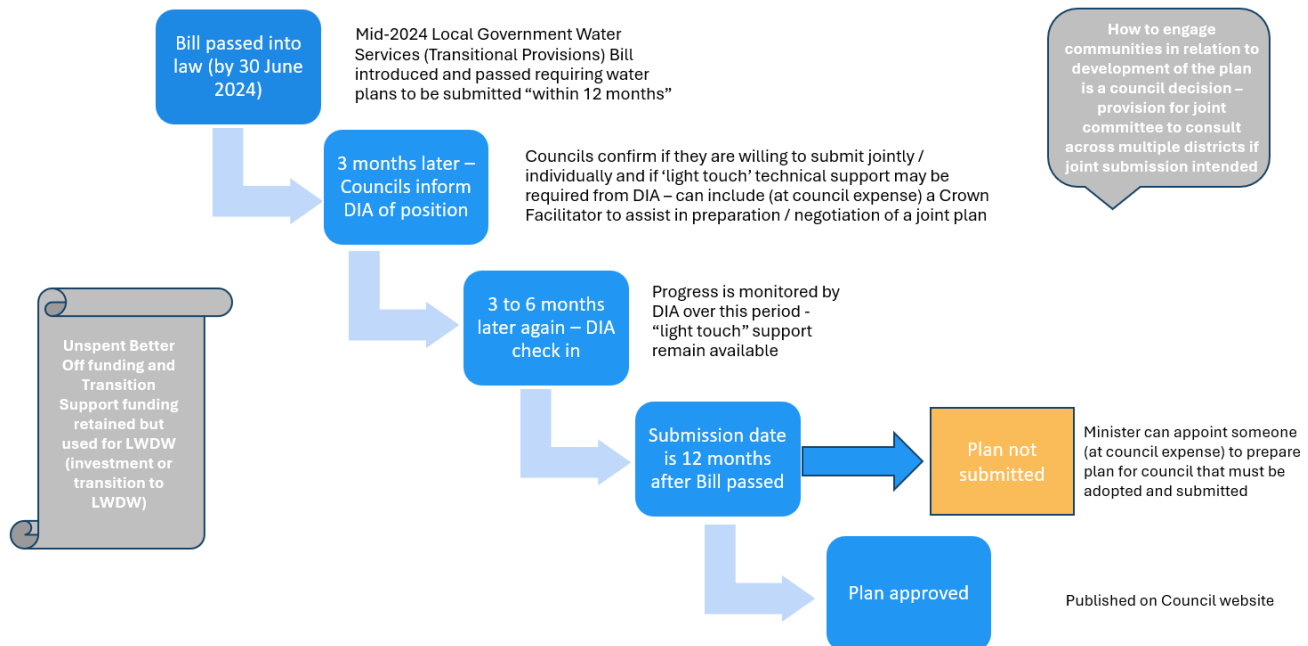 Bill passed into
law (by 30 June
2024)
Mid-2024 Local Government Water
Services (Transitional Provisions) Bill
introduced and passed requiring water
plans to be submitted “within 12 months”
How to engage
communities in relation to
development of the plan
is a council decision –
provision for joint
committee to consult
across multiple districts if
joint submission intended
3 months later –
Councils inform
DIA of position
Councils confirm if they are willing to submit jointly /
individually and if ‘light touch’ technical support may be
required from DIA – can include (at council expense) a Crown
Facilitator to assist in preparation / negotiation of a joint plan
3 to 6 months
later again – DIA
check in
Progress is monitored by
DIA over this period -
“light touch” support
remain available
Unspent Better
Off funding and
Transition
Support funding
retained but
used for LWDW
(investment or
transition to
LWDW)
Submission date
is 12 months
after Bill passed
Plan not
submitted
Minister can appoint someone
(at council expense) to prepare
plan for council that must be
adopted and submitted
Plan approved
Published on Council website